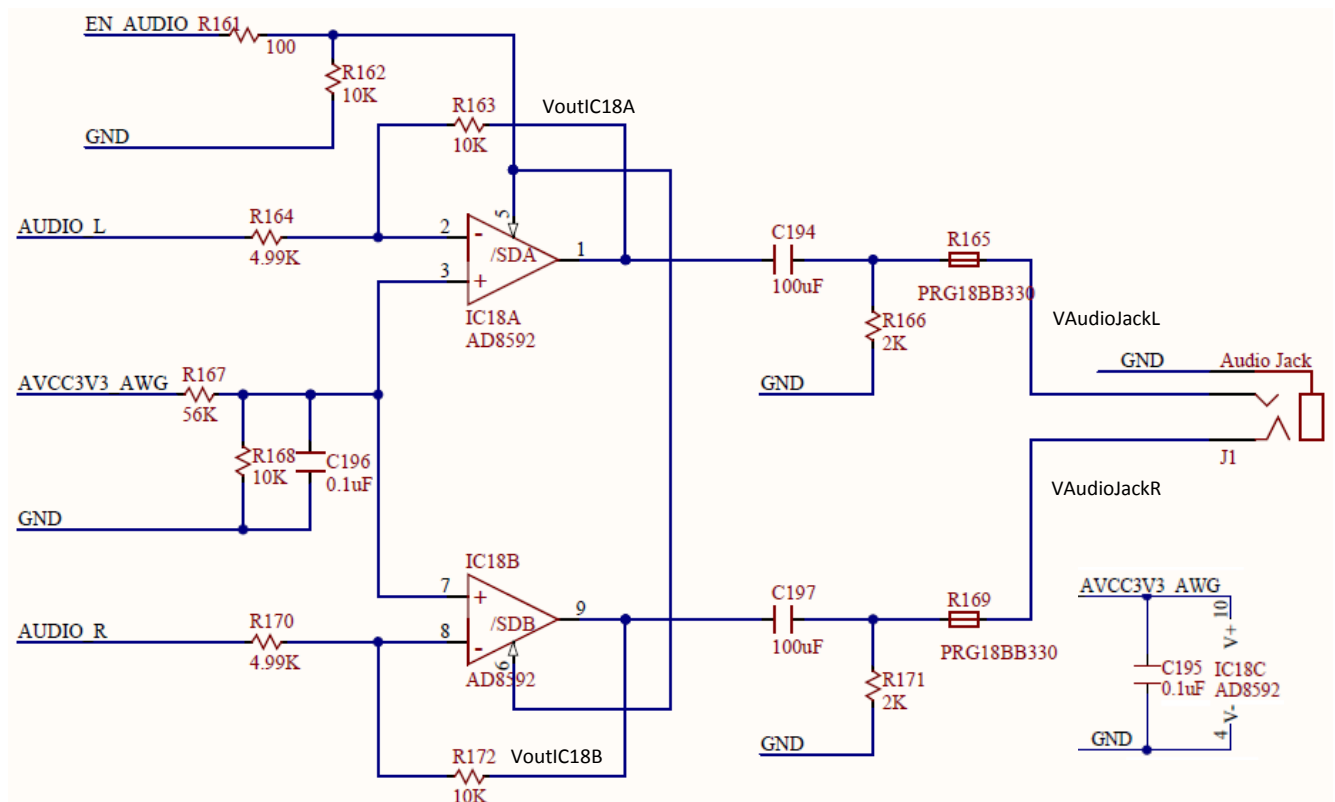 EN_AUDIO R161
100
R162
10K
GND
R163
10K
VoutIC18A
AUDIO_L
R164
4.99K
2
-
5
/SDA
1
3
+
IC18A
AD8592
C194
100uF
R165
PRG18BB330
R166
2K
GND
VAudioJackL
GND
Audio Jack
J1
AVCC3V3_AWG
R167
56K
R168
10K
C196
0.1uF
GND
IC18B
7
+
/SDB
9
8
-
6
AD8592
AUDIO_R
R170
4.99K
R172
10K
VoutIC18B
C197
100uF
R169
PRG18BB330
R171
2K
GND
VAudioJackR
AVCC3V3_AWG
10
V+
C195
0.1uF
IC18C
AD8592
V-
4
GND